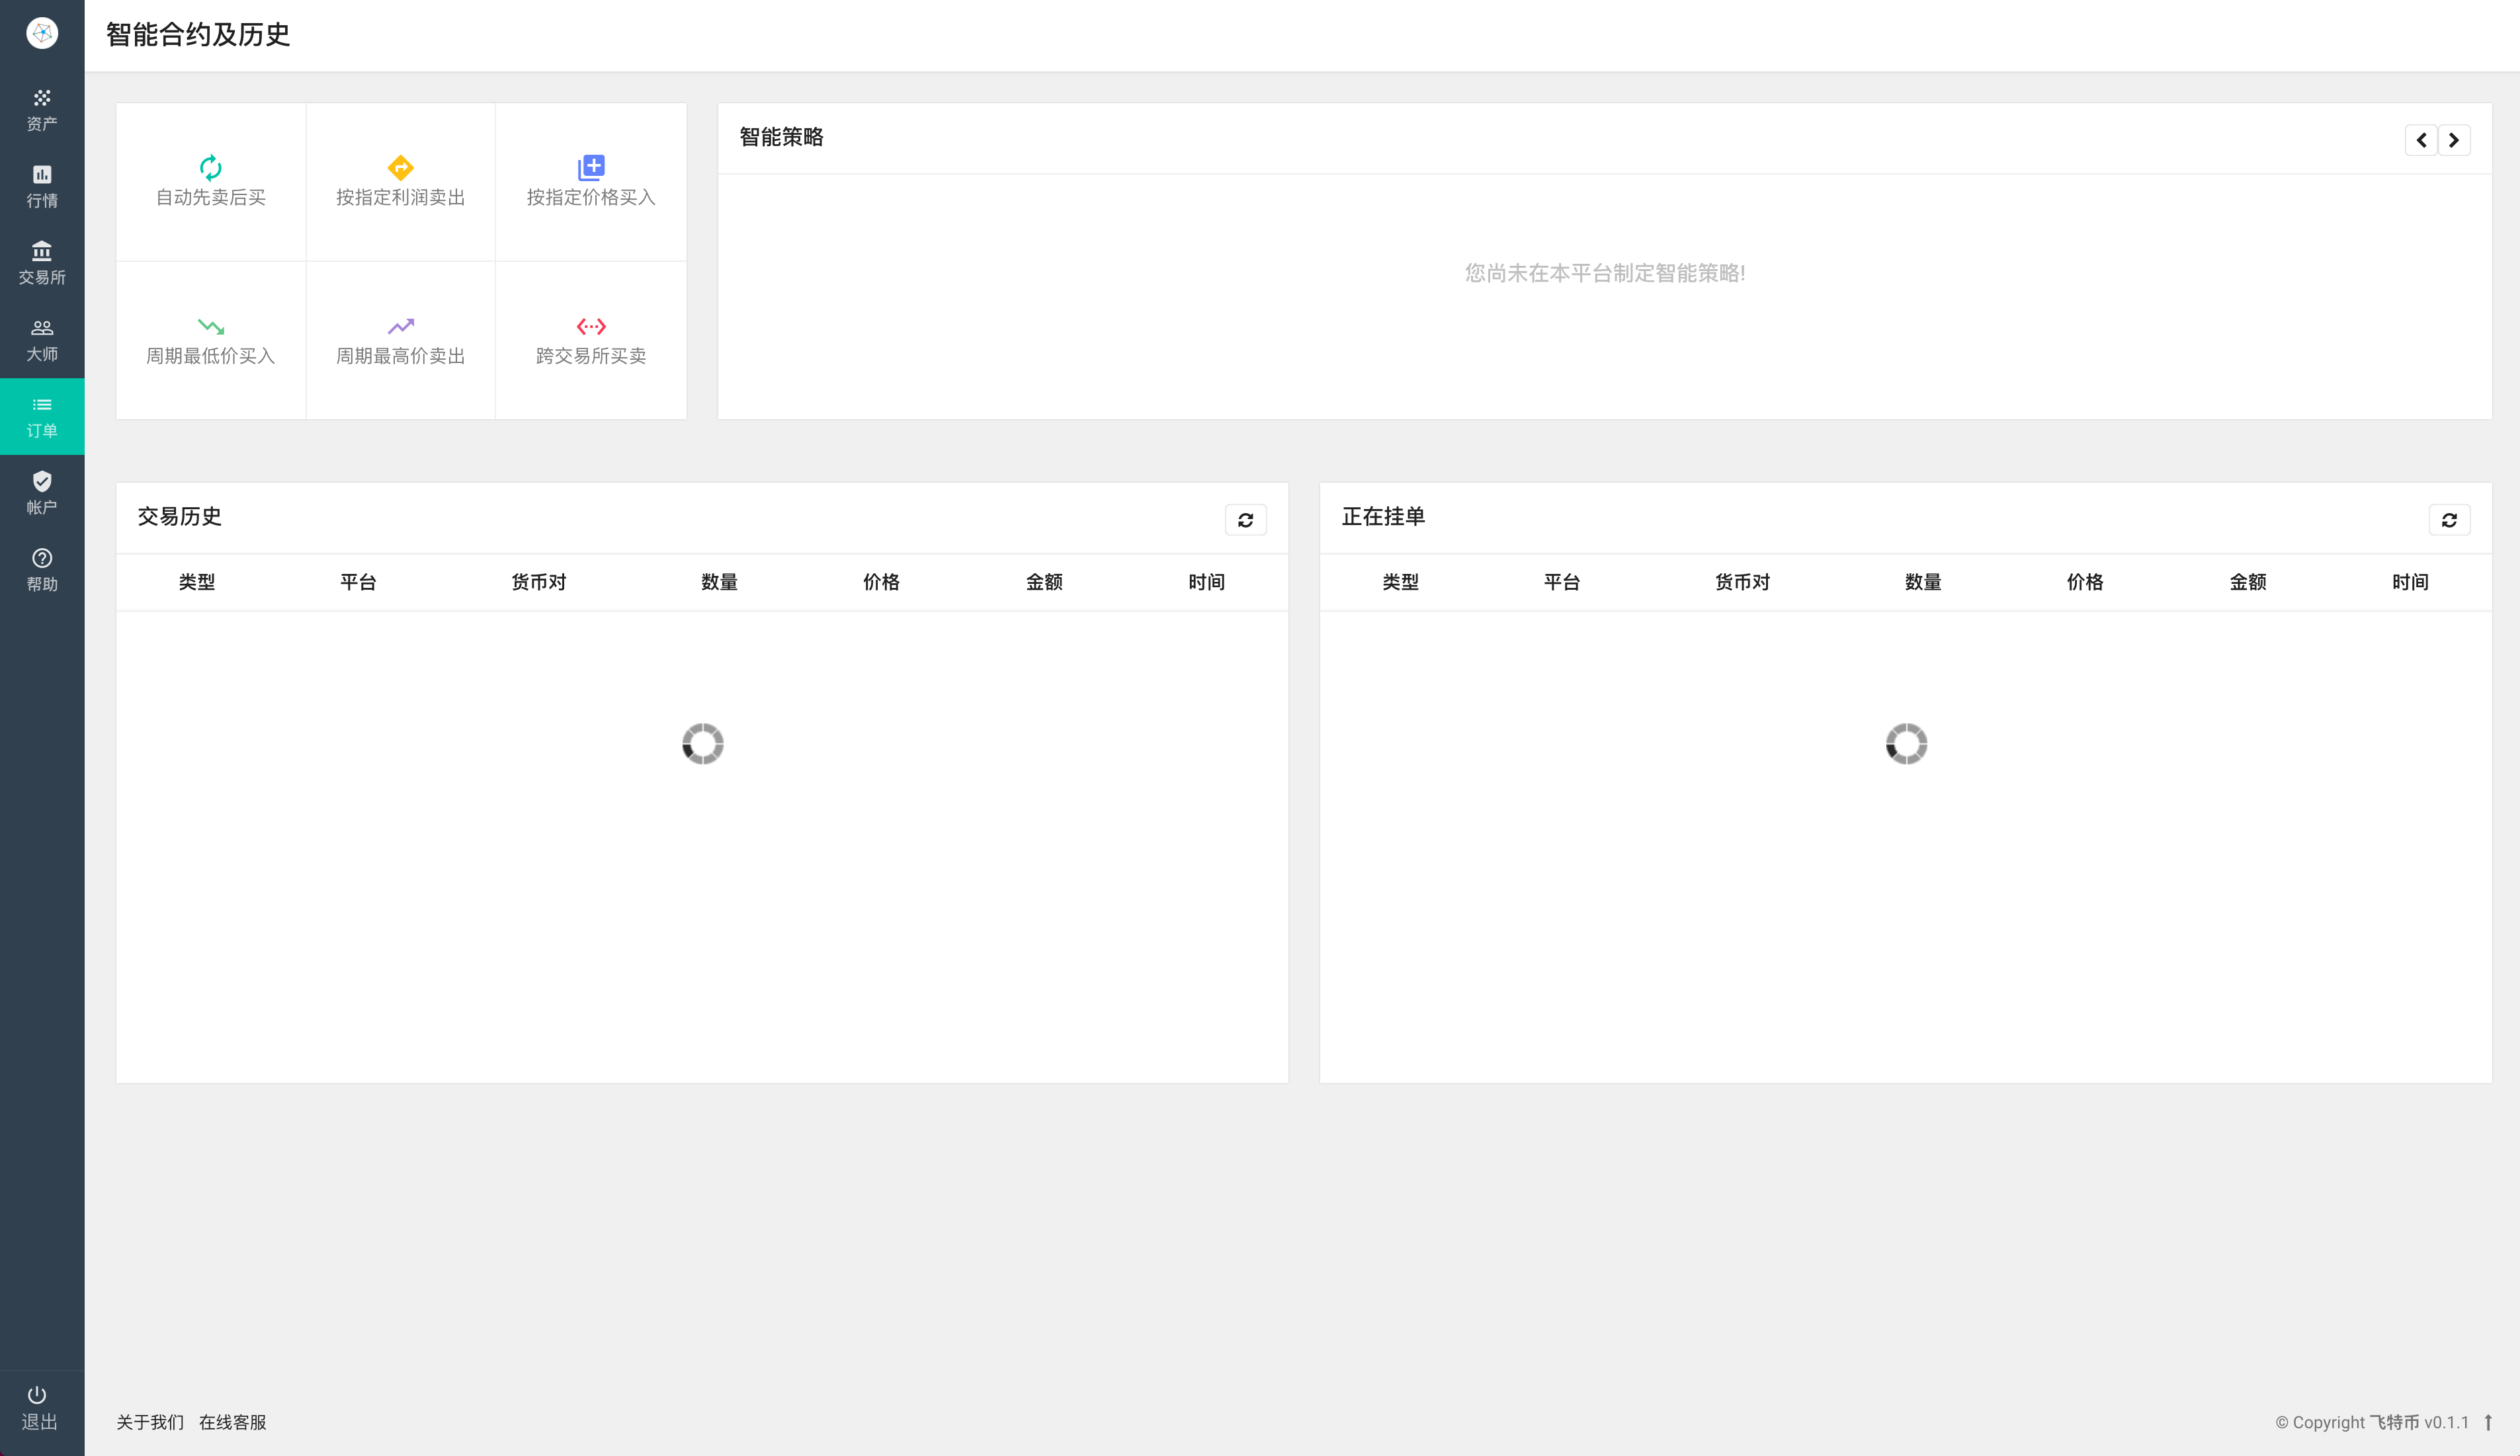 智能合约及历史
资产
行情
交易所
大师
订单
帐户
帮助
退出
自动先卖后买
按指定利润卖出
按指定价格买入
周期最低价买入
周期最高价卖出
跨交易所买卖
智能策略
您尚未在本平台制定智能策略!
交易历史
类型 平台 货币对 数量 价格 金额 时间
正在挂单
类型 平台 货币对 数量 价格 金额 时间
关于我们 在线客服
© Copyright 飞特币 v0.1.1